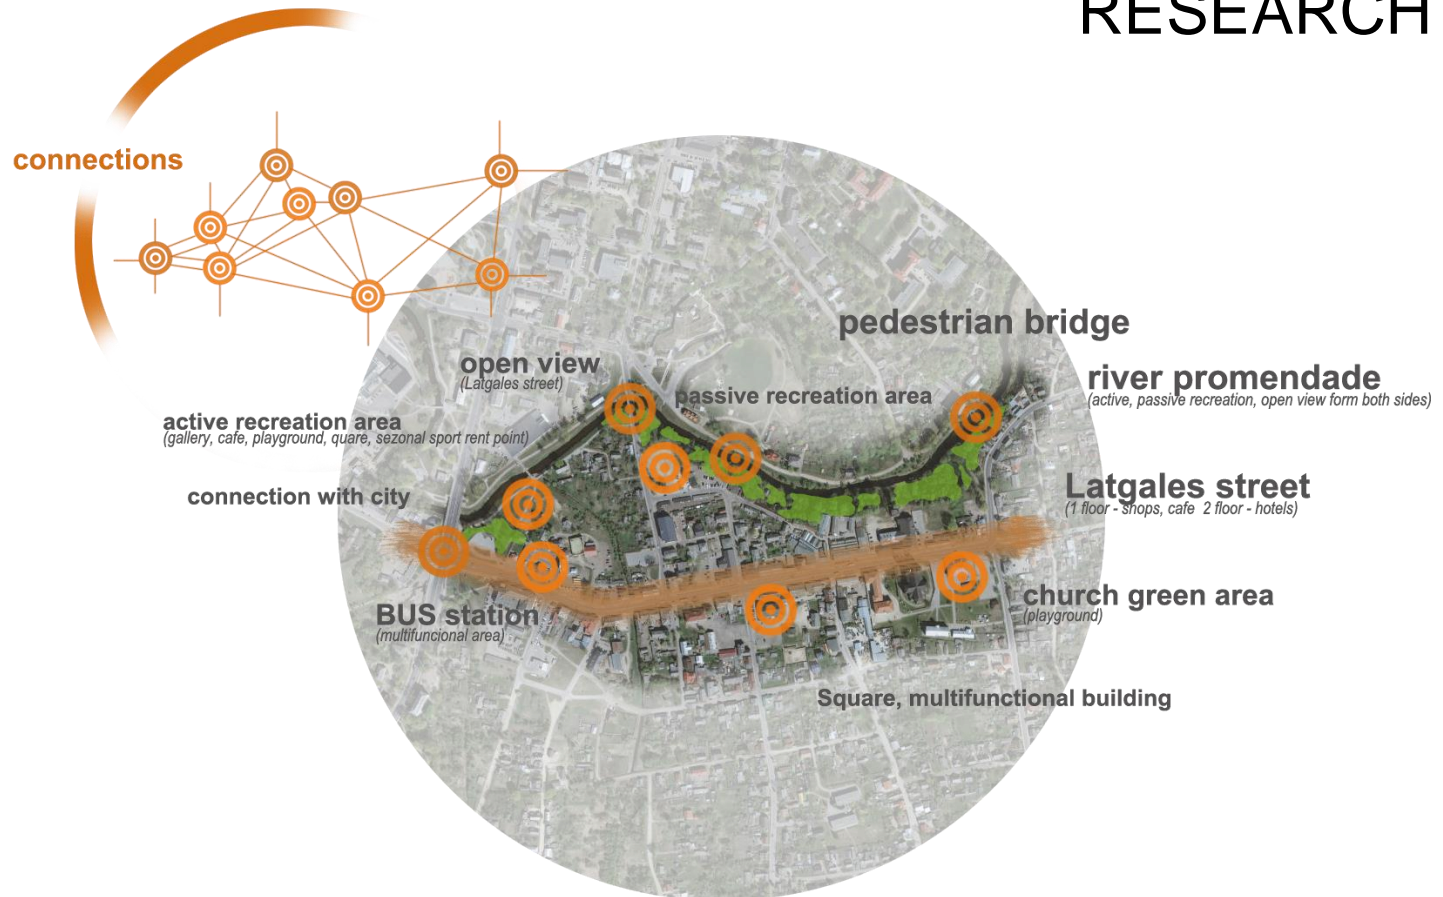 RESEARCH
connections
pedestrian bridge
open view
(Latgales street)
passive recreation area
river promendade
(active, passive recreation, open view form both sides)
active recreation area
(gallery, cafe, playground, quare, sezonal sport rent point)
connection with city
Latgales street
(1 floor - shops, cafe 2 floor - hotels)
BUS station
(multifuncional area)
church green area
(playground)
Square, multifunctional building